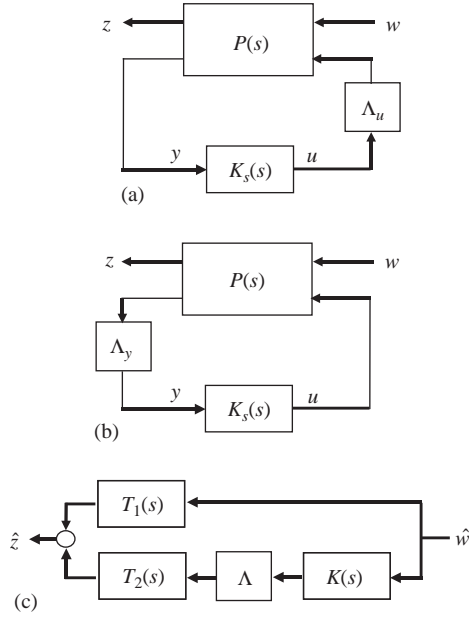 z
P(s)
w
Λu
y
Ks(s)
u
(a)
z
P(s)
w
Λy
y
Ks(s)
u
(b)
T1(s)
ẑ
ŵ
T2(s)
Λ
K(s)
(c)